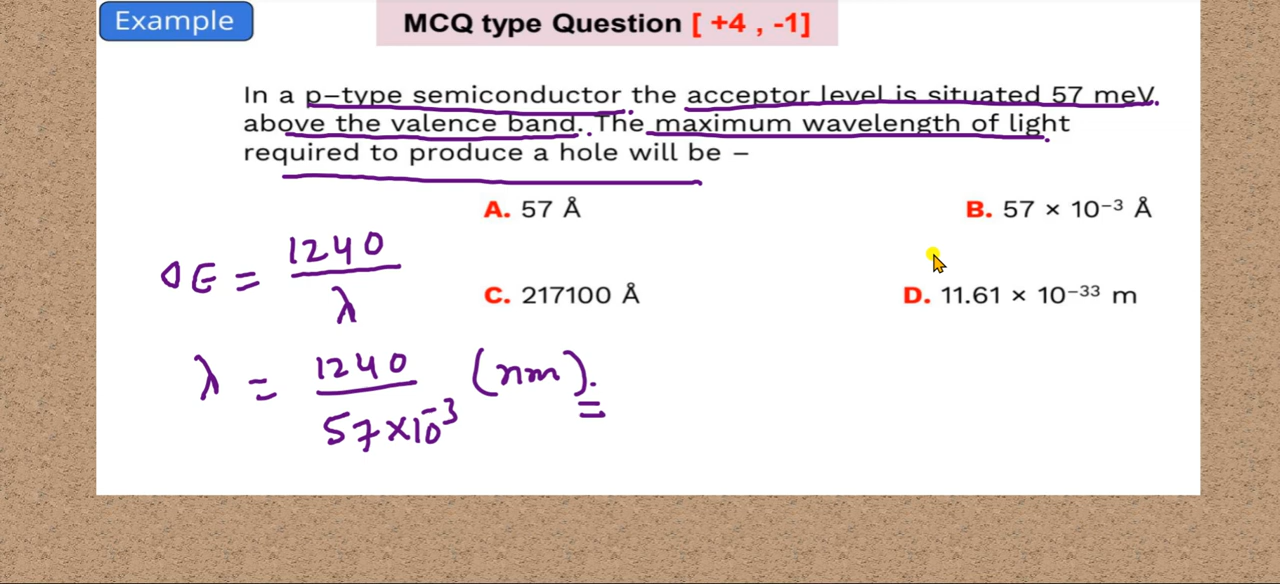 Example
MCQ type Question [ +4 , -1]
In a p-type semiconductor the acceptor level is situated 57 meV
above the valence band. The maximum wavelength of light
required to produce a hole will be –
A. 57 Å
B. 57 × 10⁻³ Å
ΔE = 1240/λ
C. 217100 Å
D. 11.61 × 10⁻³³ m
λ = 1240/57×10⁻³ (nm).